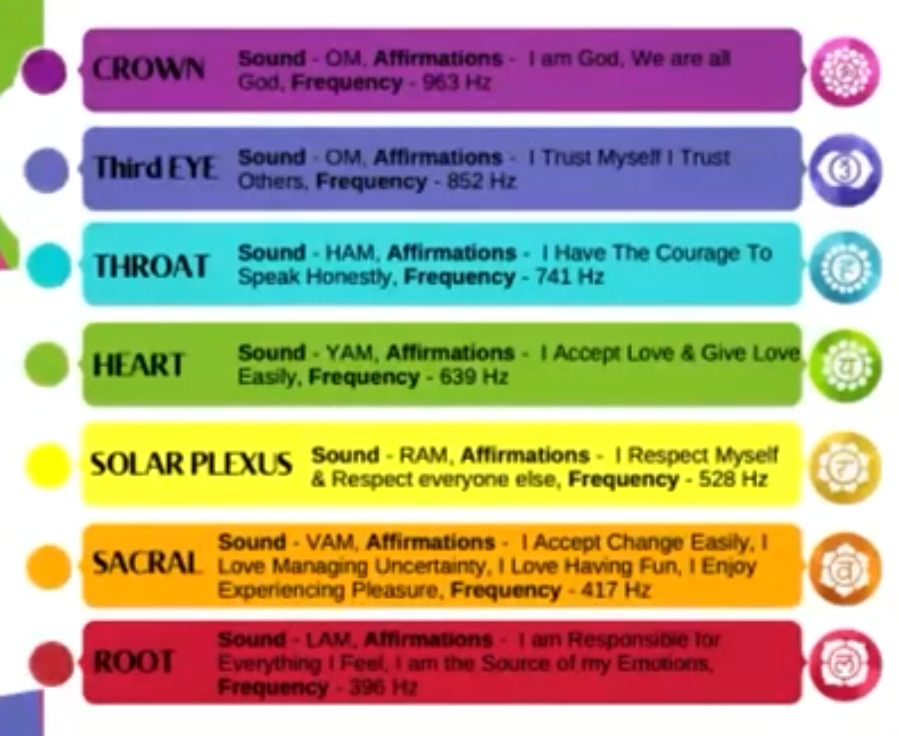 CROWN
Sound - OM, Affirmations - I am God, We are all
God, Frequency - 963 Hz
Third EYE
Sound - OM, Affirmations - I Trust Myself I Trust
Others, Frequency - 852 Hz
THROAT
Sound - HAM, Affirmations - I Have The Courage To
Speak Honestly, Frequency - 741 Hz
HEART
Sound - YAM, Affirmations - I Accept Love & Give Love
Easily, Frequency - 639 Hz
SOLAR PLEXUS
Sound - RAM, Affirmations - I Respect Myself
& Respect everyone else, Frequency - 528 Hz
SACRAL
Sound - VAM, Affirmations - I Accept Change Easily, I
Love Managing Uncertainty, I Love Having Fun, I Enjoy
Experiencing Pleasure, Frequency - 417 Hz
ROOT
Sound - LAM, Affirmations - I am Responsible for
Everything I Feel, I am the Source of my Emotions,
Frequency - 396 Hz